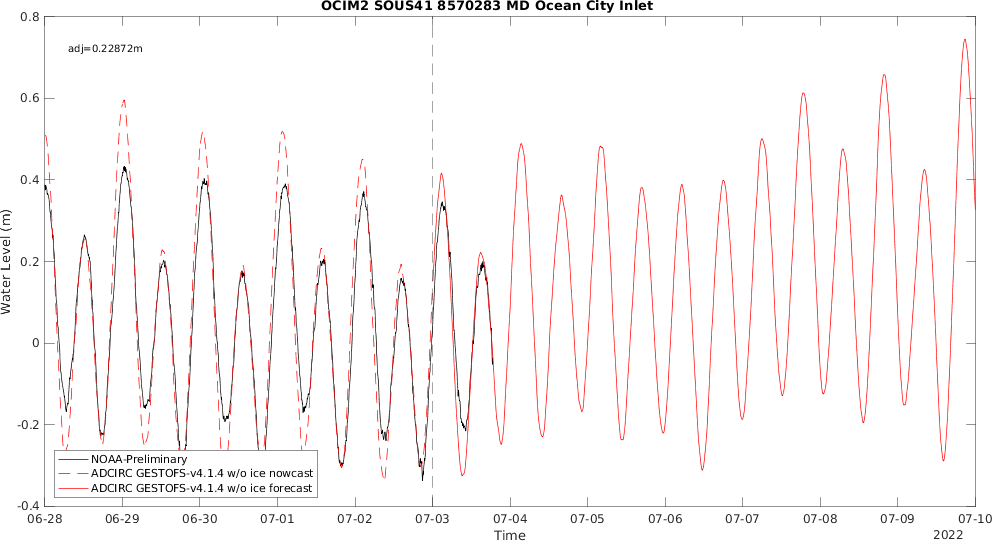 OCIM2 SOUS41 8570283 MD Ocean City Inlet
adj=0.22872m
Water Level (m)
0.8
0.6
0.4
0.2
0
-0.2
-0.4
NOAA-Preliminary
ADCIRC GESTOFS-v4.1.4 w/o ice nowcast
ADCIRC GESTOFS-v4.1.4 w/o ice forecast
06-28 06-29 06-30 07-01 07-02 07-03 07-04 07-05 07-06 07-07 07-08 07-09 07-10
Time
2022